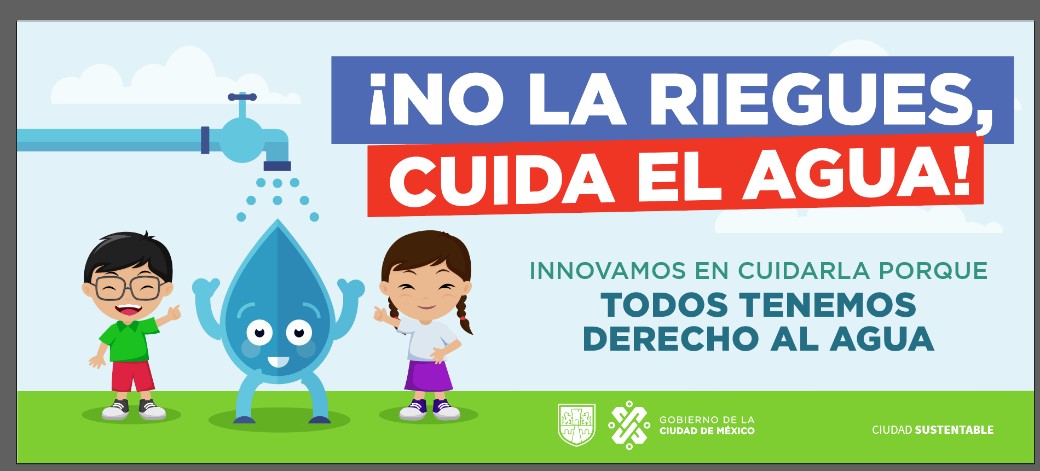 ¡NO LA RIEGUES,
CUIDA EL AGUA!
INNOVAMOS EN CUIDARLA PORQUE
TODOS TENEMOS
DERECHO AL AGUA
GOBIERNO DE LA
CIUDAD DE MÉXICO
CIUDAD SUSTENTABLE